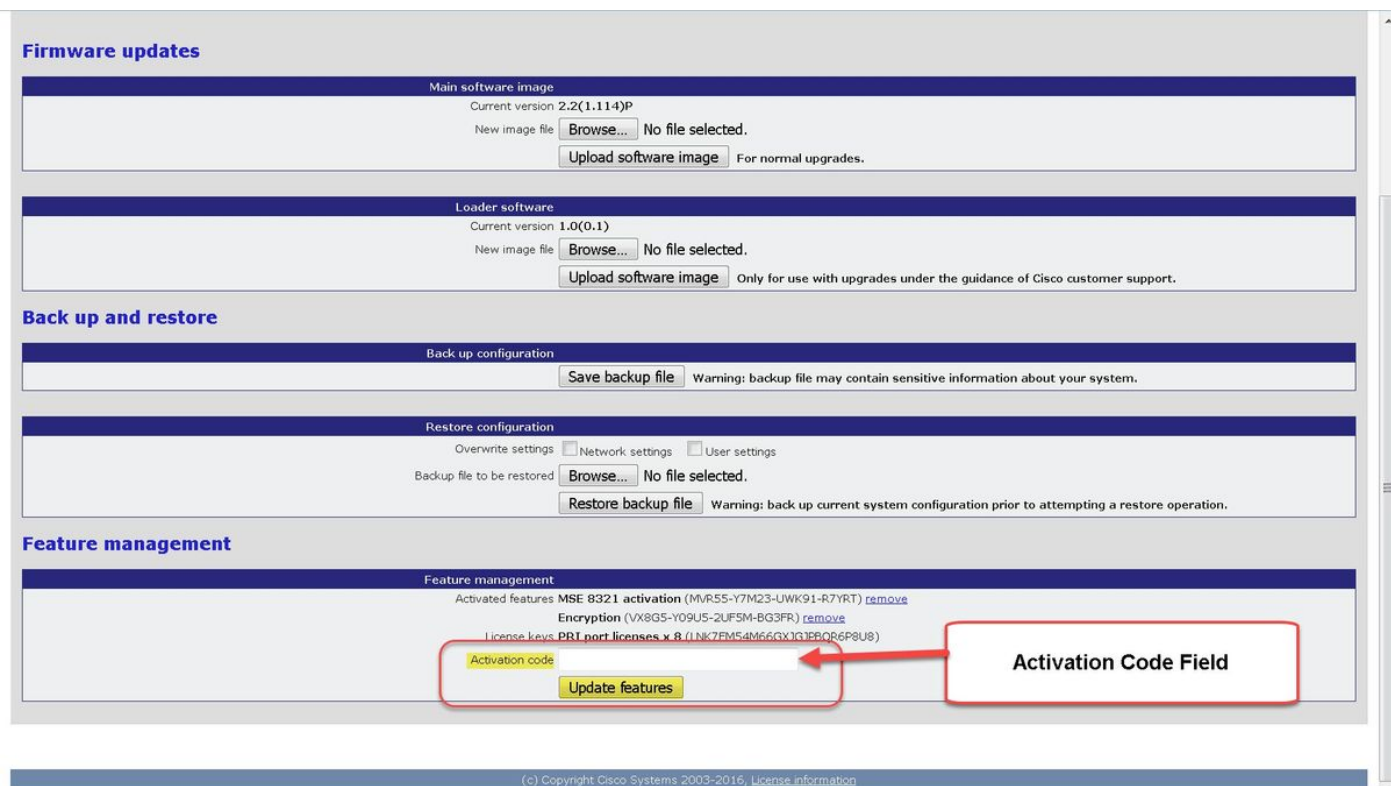 Firmware updates
Main software image
Current version 2.2(1.114)P
New image file Browse... No file selected.
Upload software image For normal upgrades.
Loader software
Current version 1.0(0.1)
New image file Browse... No file selected.
Upload software image Only for use with upgrades under the guidance of Cisco customer support.
Back up and restore
Back up configuration
Save backup file Warning: backup file may contain sensitive information about your system.
Restore configuration
Overwrite settings Network settings User settings
Backup file to be restored Browse... No file selected.
Restore backup file Warning: back up current system configuration prior to attempting a restore operation.
Feature management
Feature management
Activated features MSE 8321 activation (MVR55-Y7M23-UWK91-R7YRT) remove
Encryption (VX8G5-Y09U5-2UF5M-BG3FR) remove
License keys PRI port licenses x 8
Activation code
Activation Code Field
Update features
(c) Copyright Cisco Systems 2003-2016, License information